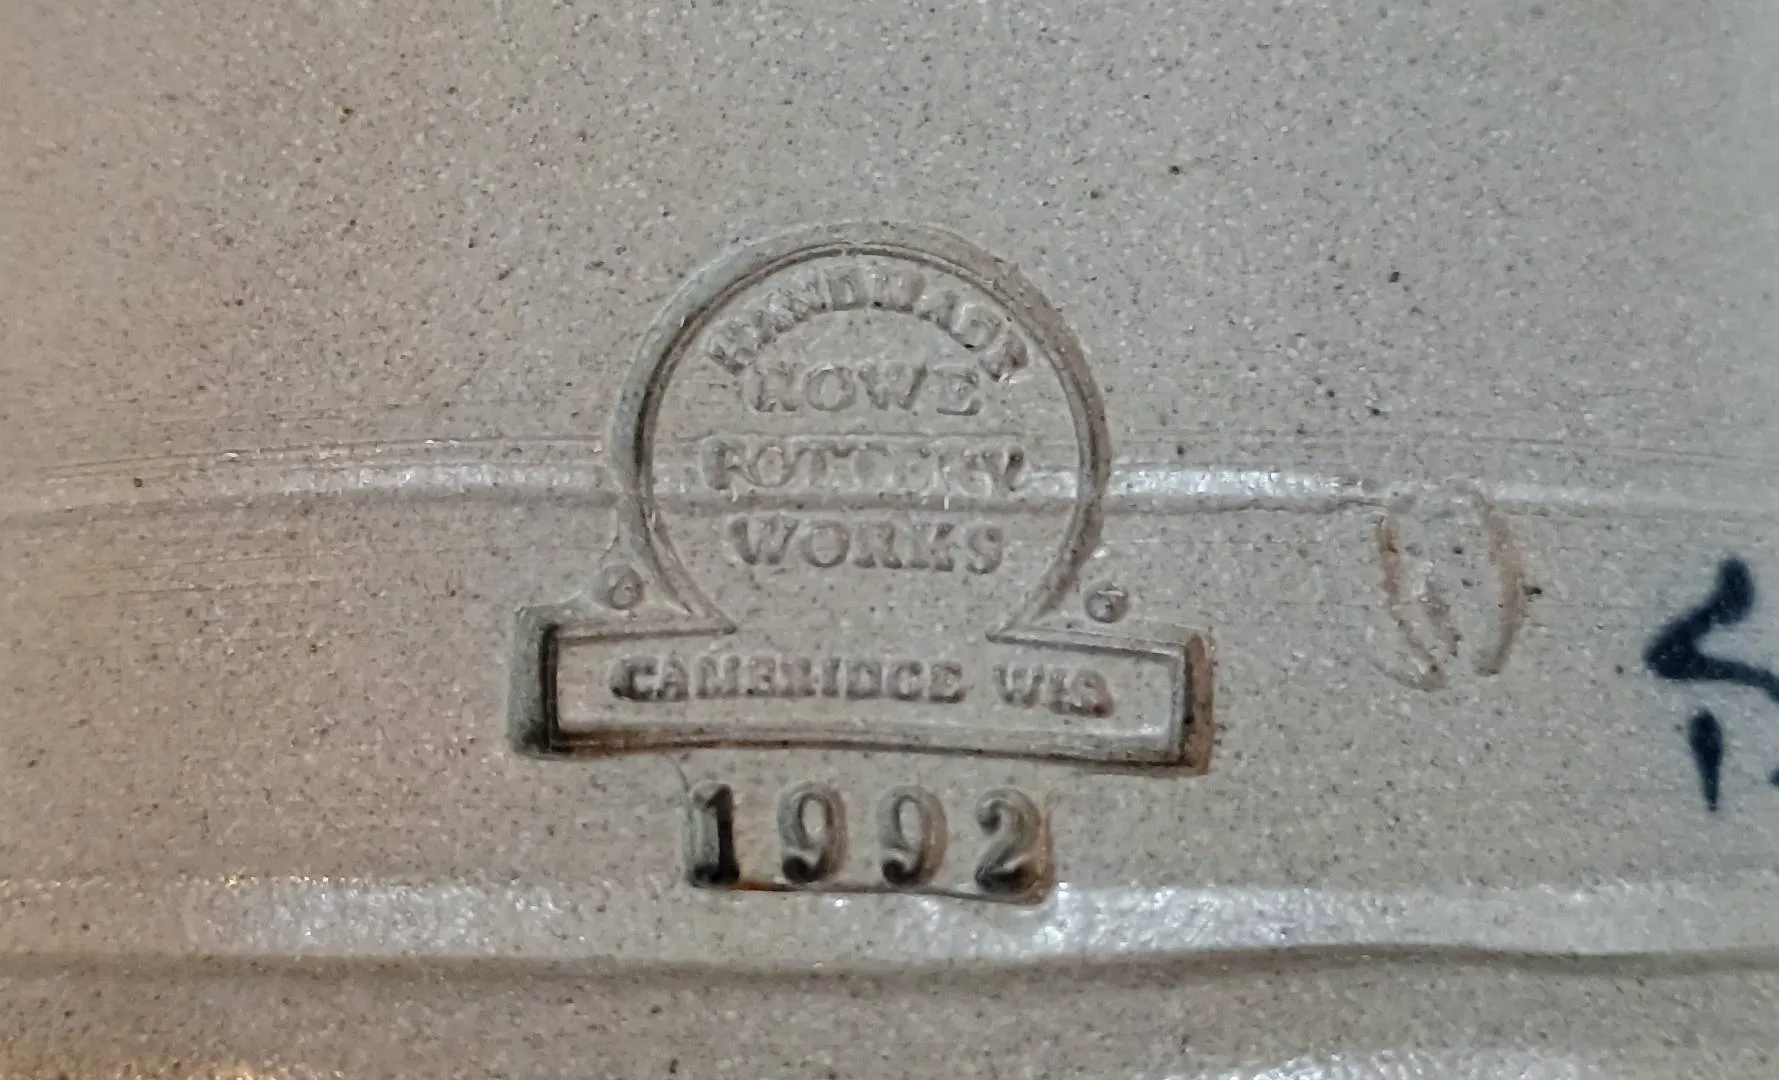 HANDMADE
ROWE
POTTERY
WORKS
CAMBRIDGE WIS.
1992